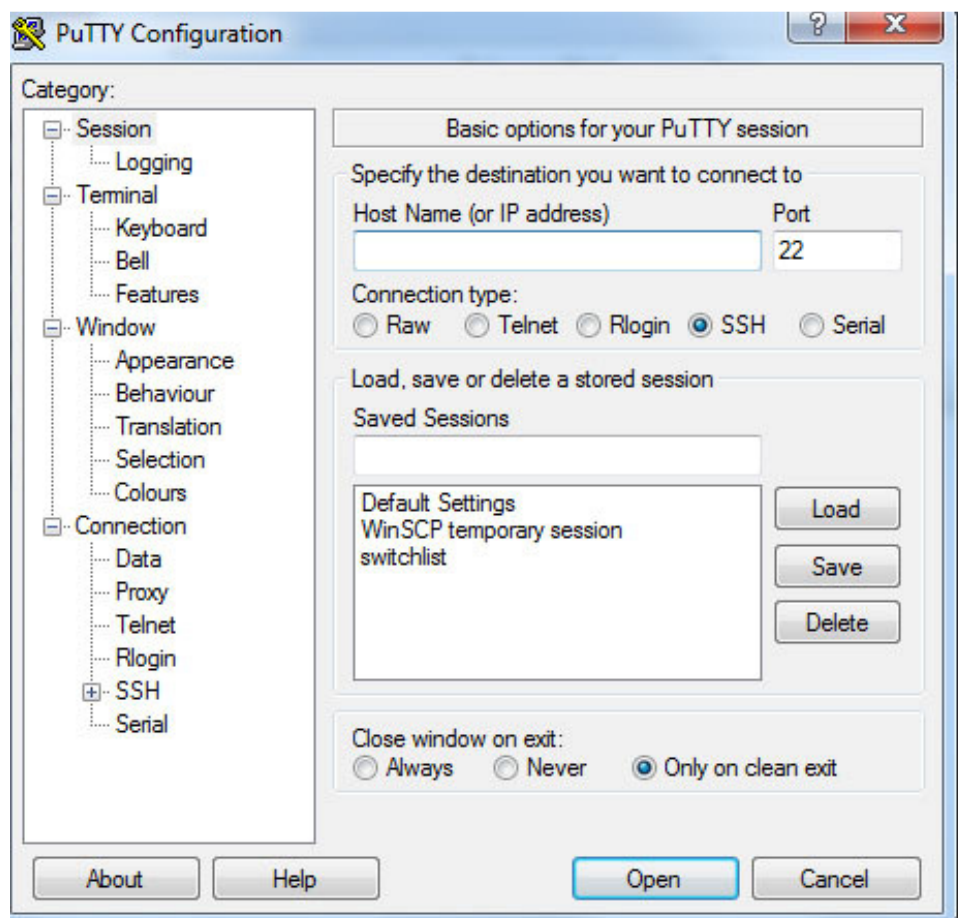 PuTTY Configuration
? X
Category:
Session
Logging
Terminal
Keyboard
Bell
Features
Window
Appearance
Behaviour
Translation
Selection
Colours
Connection
Data
Proxy
Telnet
Rlogin
SSH
Serial
Basic options for your PuTTY session
Specify the destination you want to connect to
Host Name (or IP address) Port
22
Connection type:
Raw Telnet Rlogin SSH Serial
Load, save or delete a stored session
Saved Sessions
Default Settings
WinSCP temporary session
switchlist
Load
Save
Delete
Close window on exit:
Always Never Only on clean exit
About Help Open Cancel